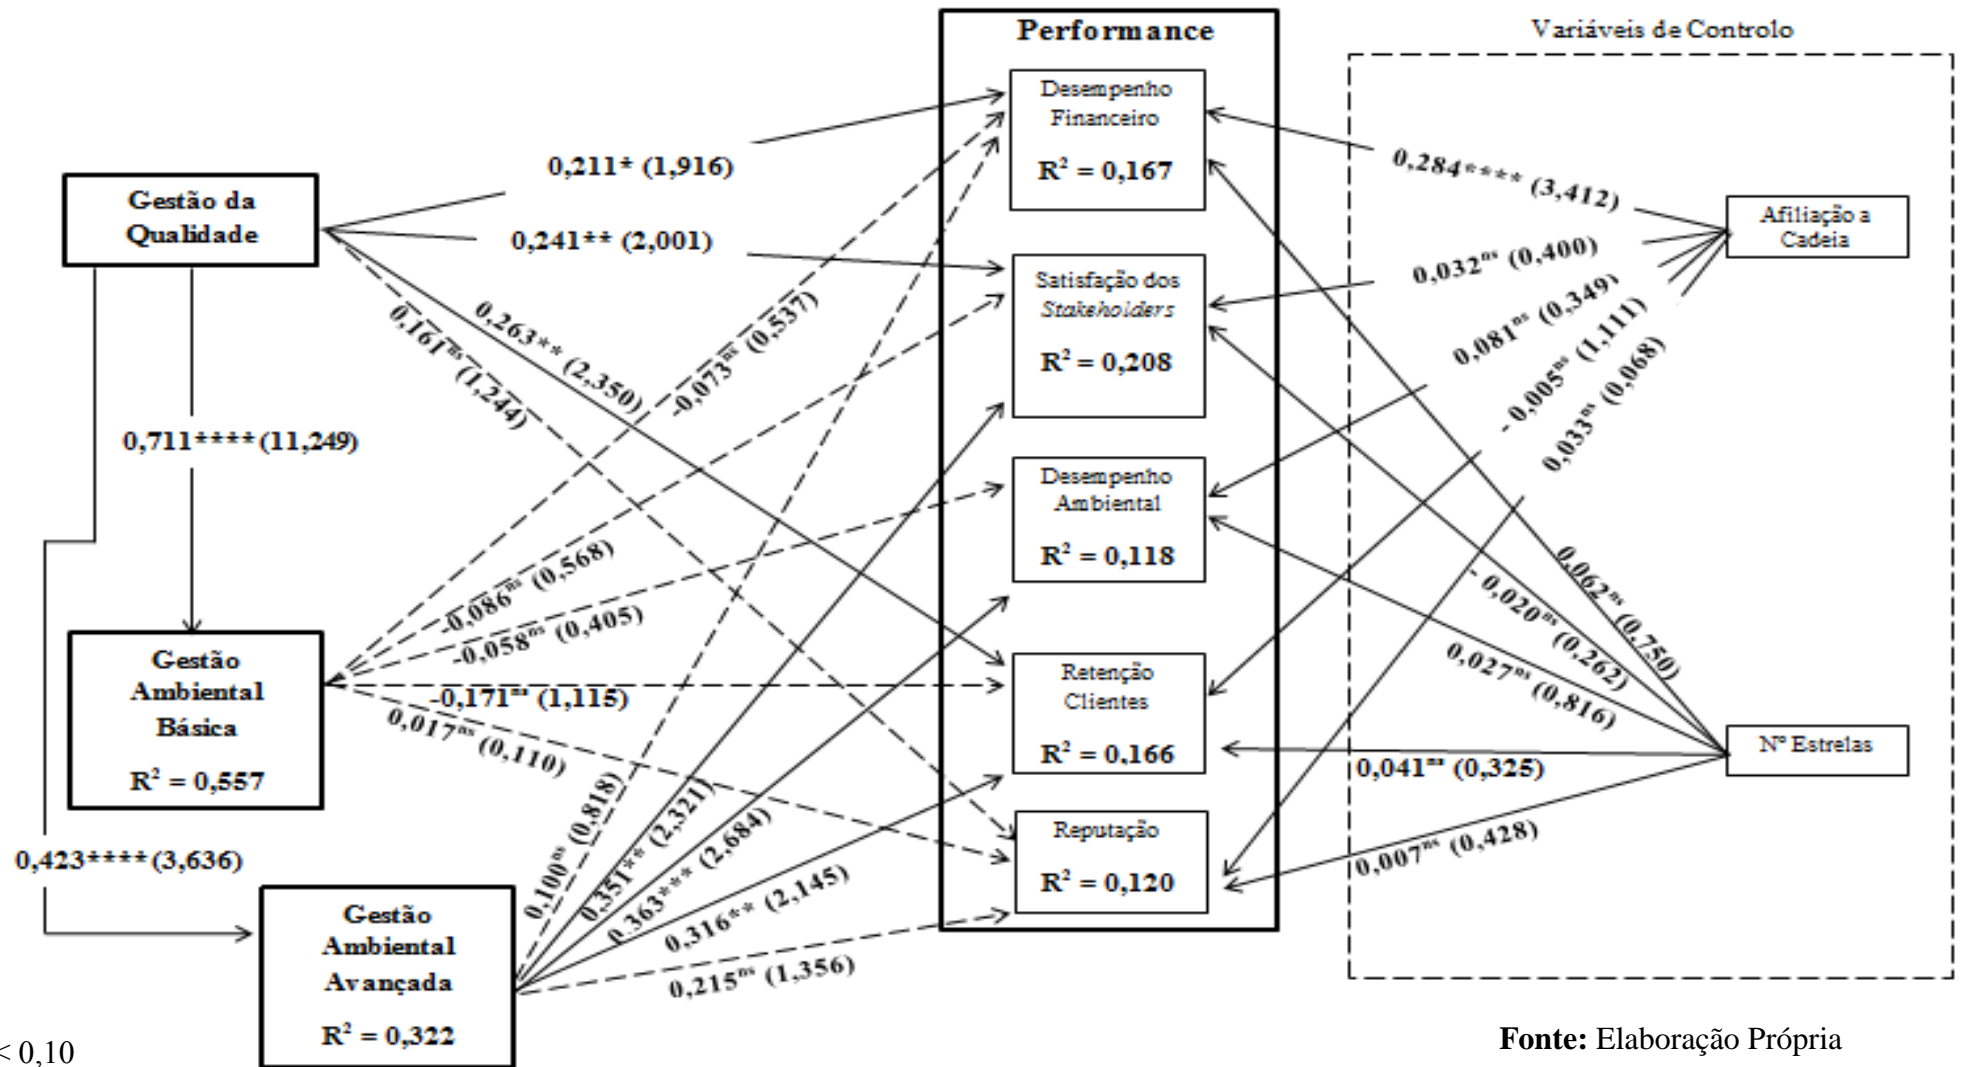 Performance
Variáveis de Controlo
Desempenho
Financeiro
R² = 0,167
Satisfação dos
Stakeholders
R² = 0,208
Desempenho
Ambiental
R² = 0,118
Retenção
Clientes
R² = 0,166
Reputação
R² = 0,120
Gestão da
Qualidade
Gestão
Ambiental
Básica
R² = 0,557
Gestão
Ambiental
Avançada
R² = 0,322
Afiliação a
Cadeia
Nº Estrelas
0,211* (1,916)
0,241** (2,001)
0,263** (2,350)
0,161ns (1,244)
0,711**** (11,249)
0,423**** (3,636)
-0,073ns (0,537)
-0,086ns (0,568)
-0,058ns (0,405)
-0,171ns (1,115)
0,017ns (0,110)
0,100ns (0,818)
0,351** (2,321)
0,363*** (2,684)
0,316** (2,145)
0,215ns (1,356)
0,284**** (3,412)
0,032ns (0,400)
0,081ns (0,349)
- 0,005ns (1,111)
0,033ns (0,068)
0,062ns (0,750)
- 0,020ns (0,262)
0,027ns (0,816)
0,041ns (0,325)
0,007ns (0,428)
< 0,10
Fonte: Elaboração Própria